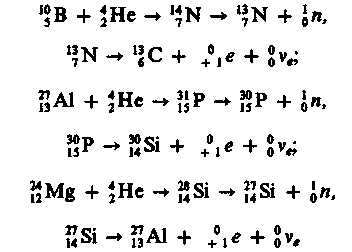 ¹⁰₅B + ⁴₂He → ¹⁴₇N → ¹³₇N + ¹₀n,
¹³₇N → ¹³₆C + ⁰₊₁e + ⁰₀νₑ;
²⁷₁₃Al + ⁴₂He → ³¹₁₅P → ³⁰₁₅P + ¹₀n,
³⁰₁₅P → ³⁰₁₄Si + ⁰₊₁e + ⁰₀νₑ;
²⁴₁₂Mg + ⁴₂He → ²⁸₁₄Si → ²⁷₁₄Si + ¹₀n,
²⁷₁₄Si → ²⁷₁₃Al + ⁰₊₁e + ⁰₀νₑ